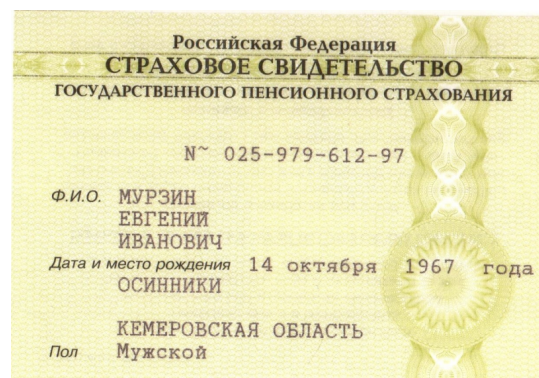 Российская Федерация
СТРАХОВОЕ СВИДЕТЕЛЬСТВО
ГОСУДАРСТВЕННОГО ПЕНСИОННОГО СТРАХОВАНИЯ
N~ 025-979-612-97
Ф.И.О. МУРЗИН
ЕВГЕНИЙ
ИВАНОВИЧ
Дата и место рождения 14 октября 1967 года
ОСИННИКИ
КЕМЕРОВСКАЯ ОБЛАСТЬ
Пол Мужской